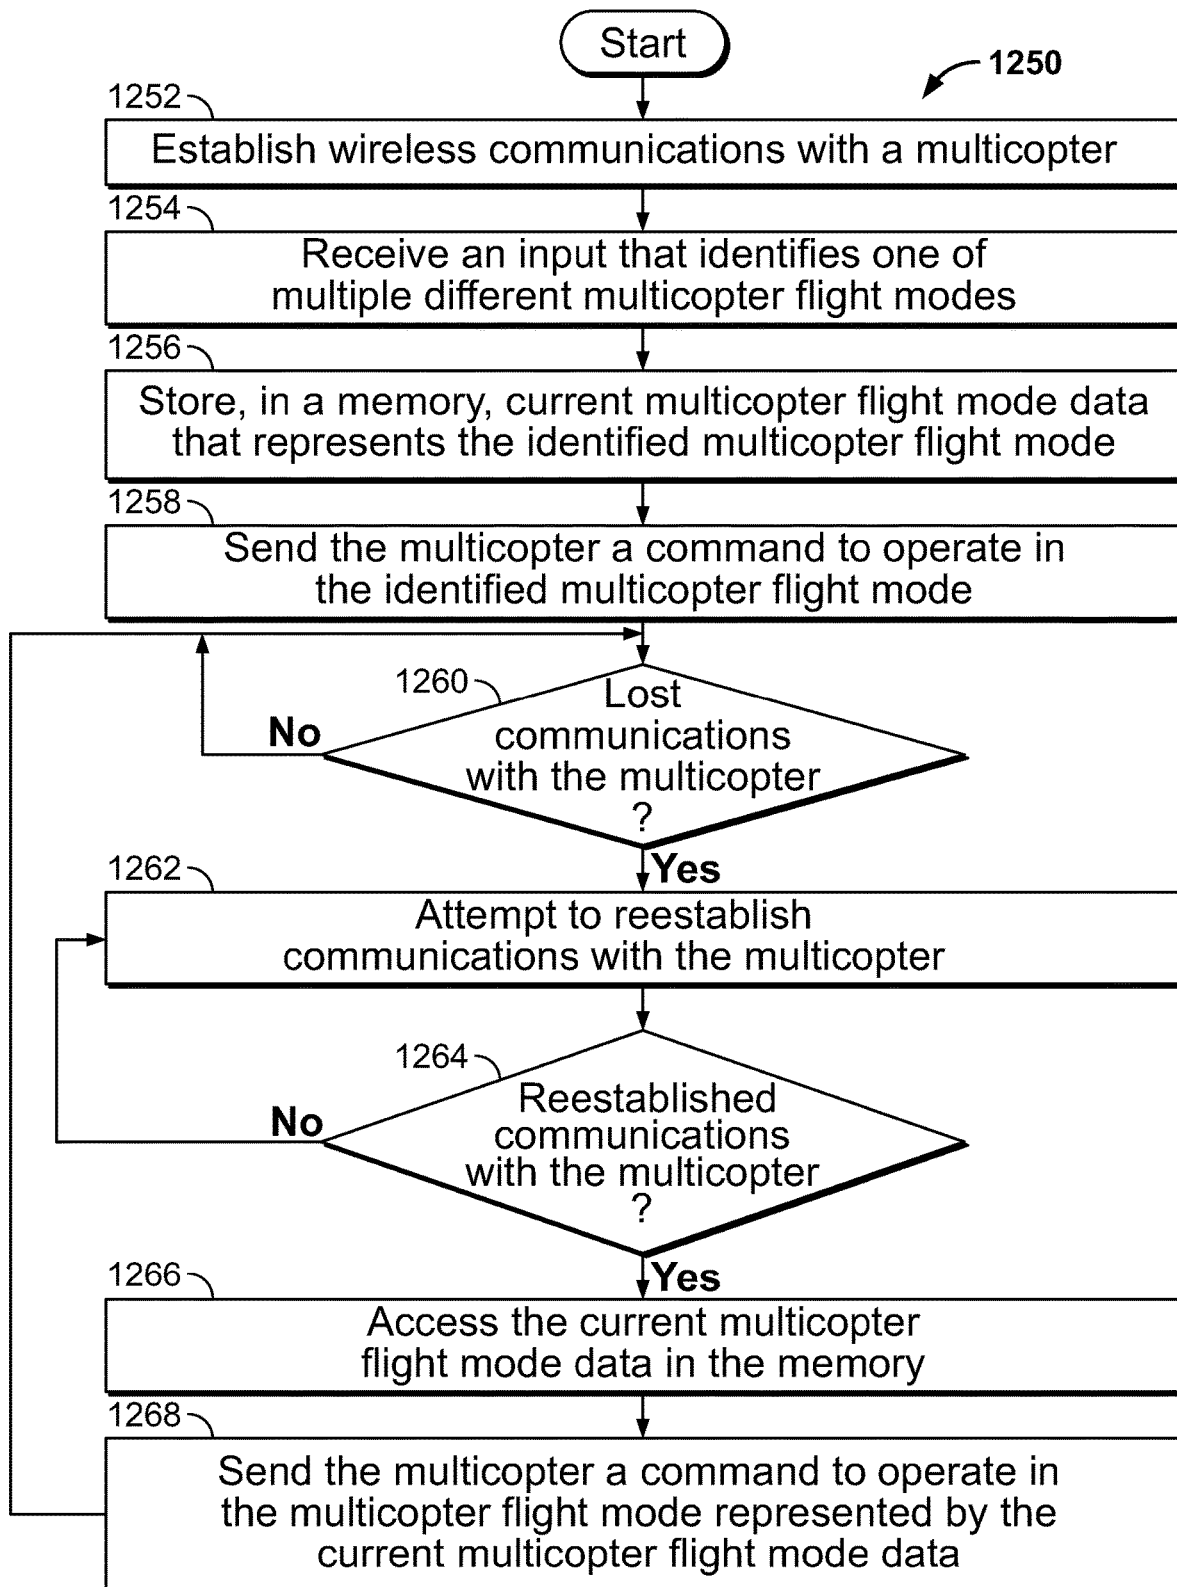 Start
1250
1252
Establish wireless communications with a multicopter
1254
Receive an input that identifies one of
multiple different multicopter flight modes
1256
Store, in a memory, current multicopter flight mode data
that represents the identified multicopter flight mode
1258
Send the multicopter a command to operate in
the identified multicopter flight mode
1260
Lost
communications
with the multicopter
?
No
Yes
1262
Attempt to reestablish
communications with the multicopter
1264
Reestablished
communications
with the multicopter
?
No
Yes
1266
Access the current multicopter
flight mode data in the memory
1268
Send the multicopter a command to operate in
the multicopter flight mode represented by the
current multicopter flight mode data